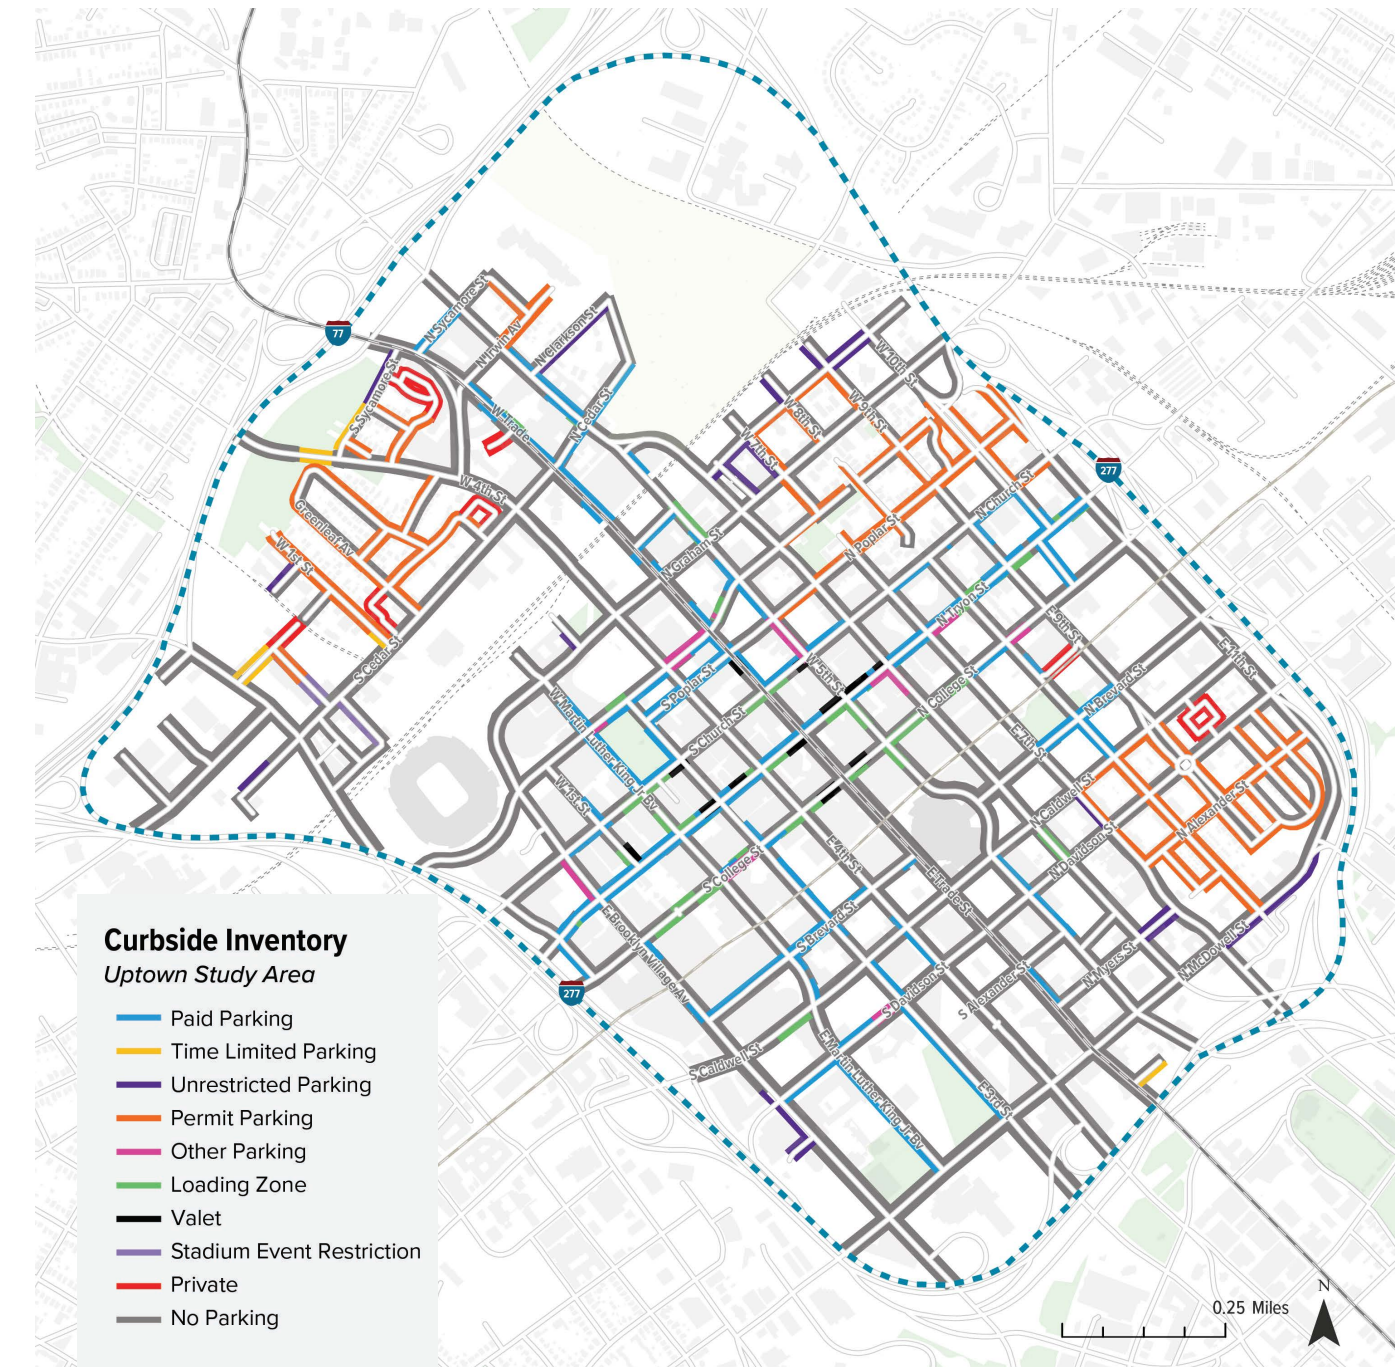 N Sycamore St
N Irwin Av
N Clarkson St
77
S Sycamore St
W Trade
N Cedar St
W 10th St
W 9th St
W 8th St
W 7th St
277
W 4th St
N Church St
Greenleaf Av
N Graham St
N Poplar St
W 1st St
N Tryon St
E 9th St
E 11th St
S Cedar St
W 5th St
N College St
N Brevard St
S Poplar St
W Martin Luther King Jr Bv
S Church St
E 7th St
W 1st St
N Caldwell St
N Alexander St
N Davidson St
E 4th St
S College St
E Trade St
S Brevard St
E Brooklyn Village Av
N Myers St
N McDowell St
S Davidson St
S Alexander St
277
S Caldwell St
E Martin Luther King Jr Bv
E 3rd St
Curbside Inventory
Uptown Study Area
Paid Parking
Time Limited Parking
Unrestricted Parking
Permit Parking
Other Parking
Loading Zone
Valet
Stadium Event Restriction
Private
No Parking
0.25 Miles
N